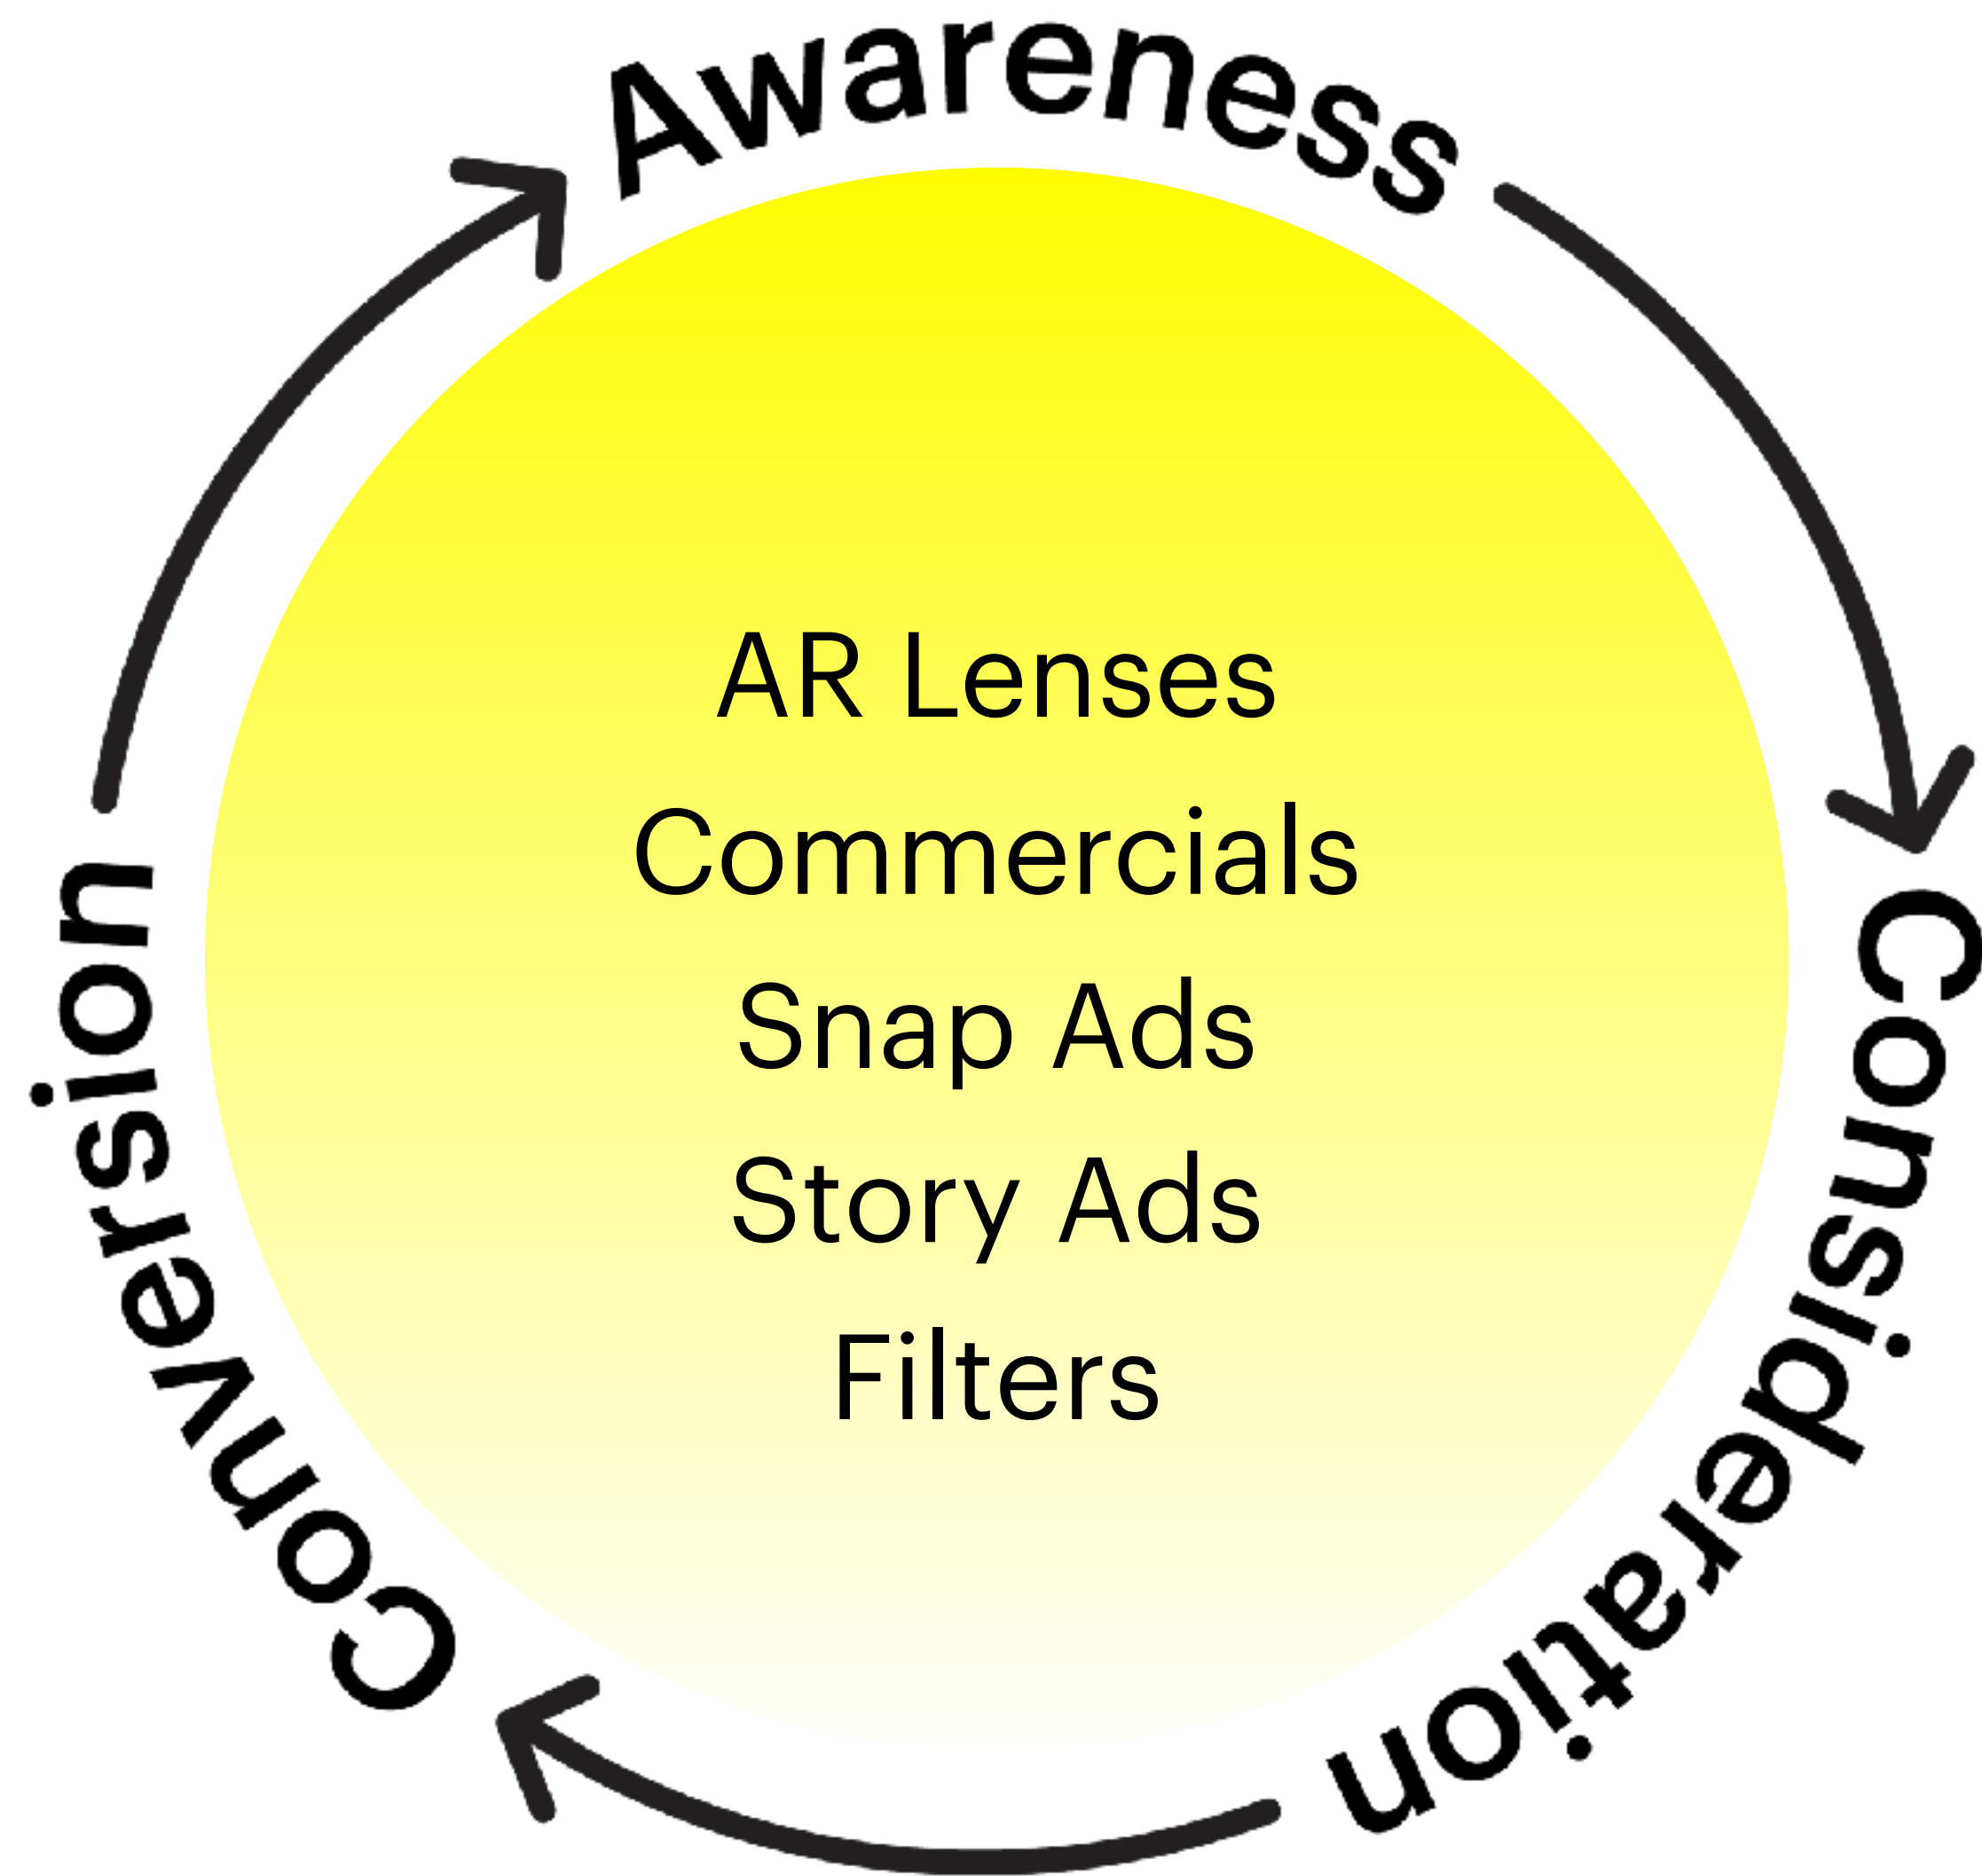 Awareness
AR Lenses
Commercials
Snap Ads
Story Ads
Filters
Consideration
Conversion